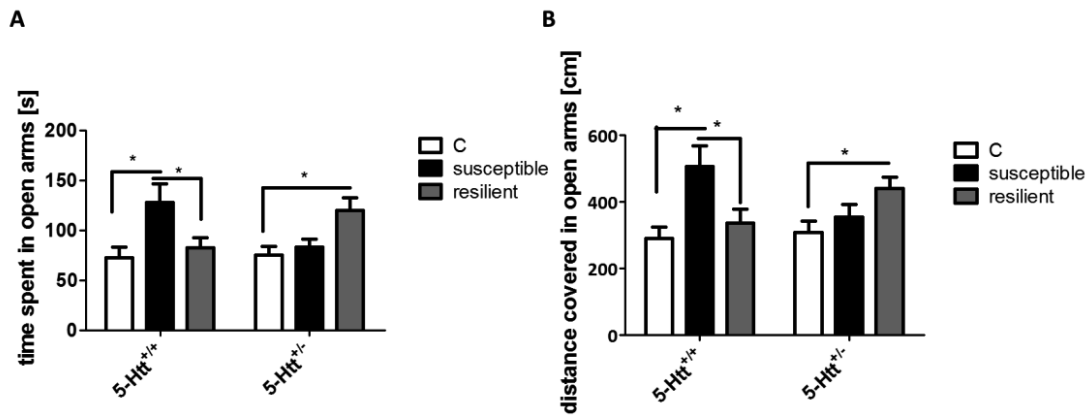 A
time spent in open arms [s]
200
150
100
50
0
*
*
*
5-Htt+/+
5-Htt+/-
C
susceptible
resilient
B
distance covered in open arms [cm]
600
400
200
0
*
*
*
5-Htt+/+
5-Htt+/-
C
susceptible
resilient